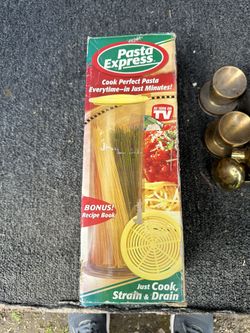 Pasta
Express
Cook Perfect Pasta
Everytime-in Just Minutes!
AS SEEN ON
TV
BONUS!
Recipe Book
Just Cook,
Strain & Drain